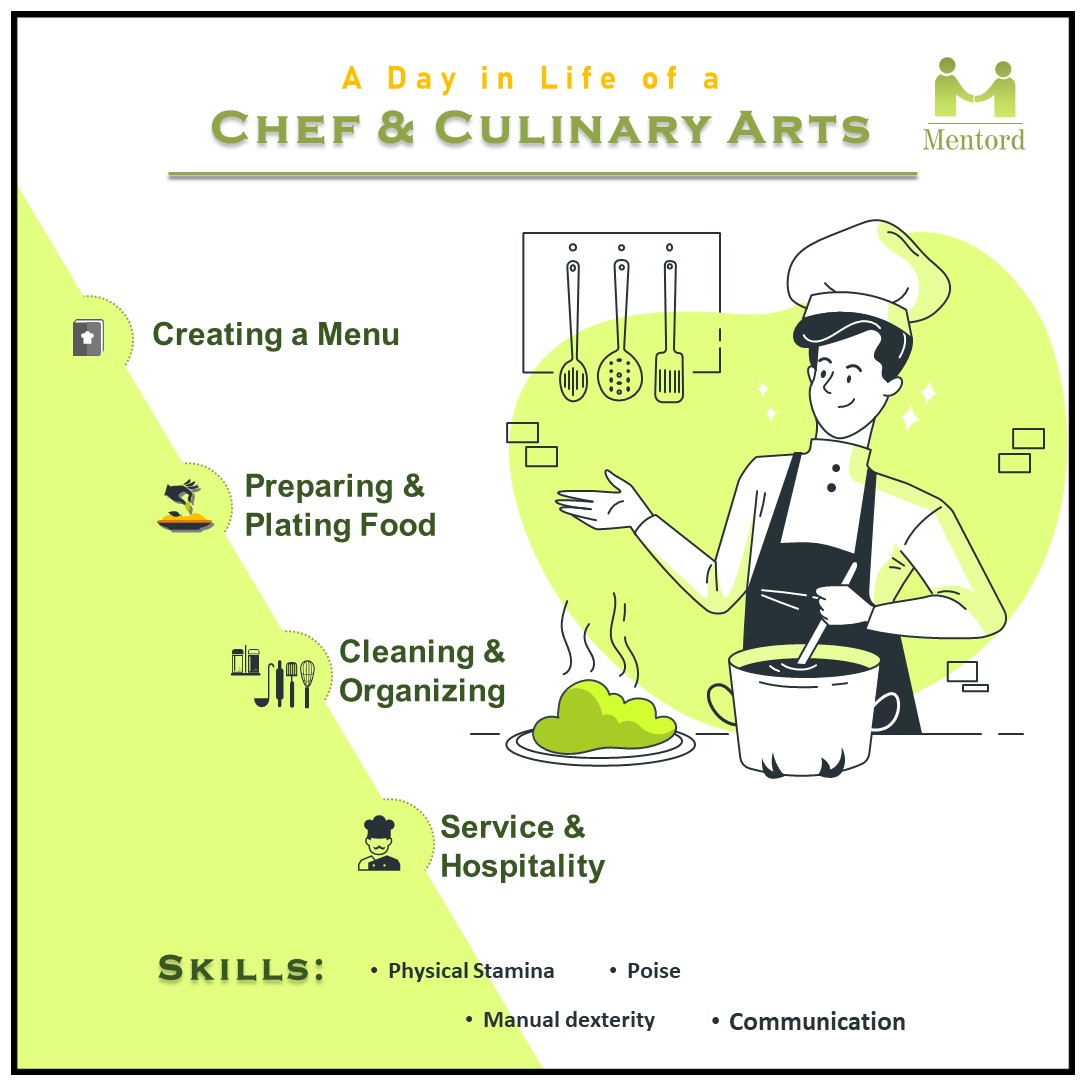 A Day in Life of a
CHEF & CULINARY ARTS
Mentord
Creating a Menu
Preparing &
Plating Food
Cleaning &
Organizing
Service &
Hospitality
SKILLS:
• Physical Stamina
• Poise
• Manual dexterity
• Communication